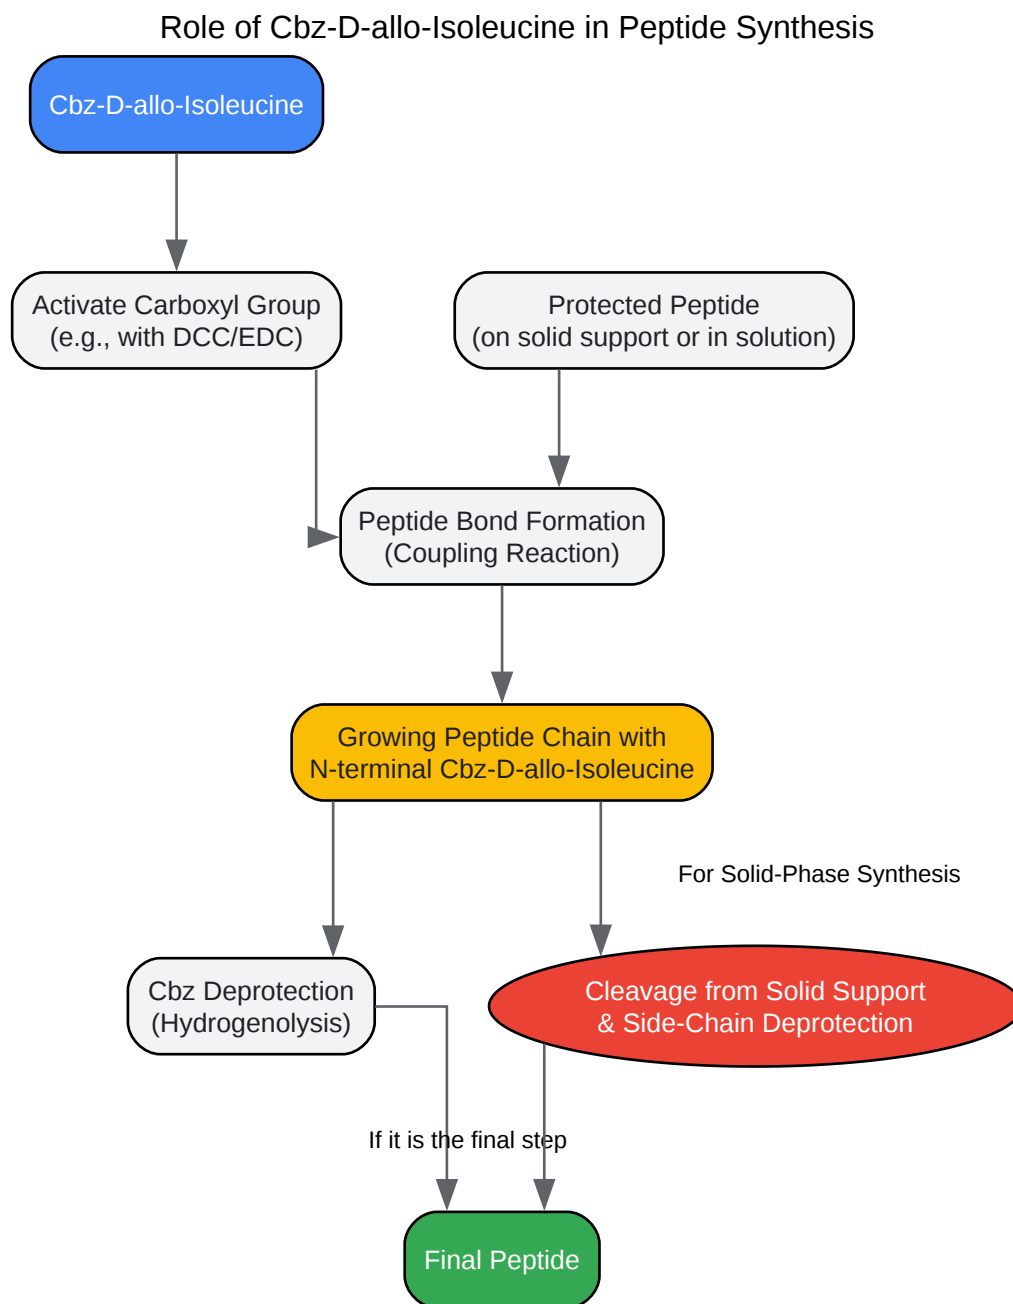 Role of Cbz-D-allo-Isoleucine in Peptide Synthesis
Cbz-D-allo-Isoleucine
Activate Carboxyl Group
(e.g., with DCC/EDC)
Protected Peptide
(on solid support or in solution)
Peptide Bond Formation
(Coupling Reaction)
Growing Peptide Chain with
N-terminal Cbz-D-allo-Isoleucine
For Solid-Phase Synthesis
Cbz Deprotection
(Hydrogenolysis)
Cleavage from Solid Support
& Side-Chain Deprotection
If it is the final step
Final Peptide